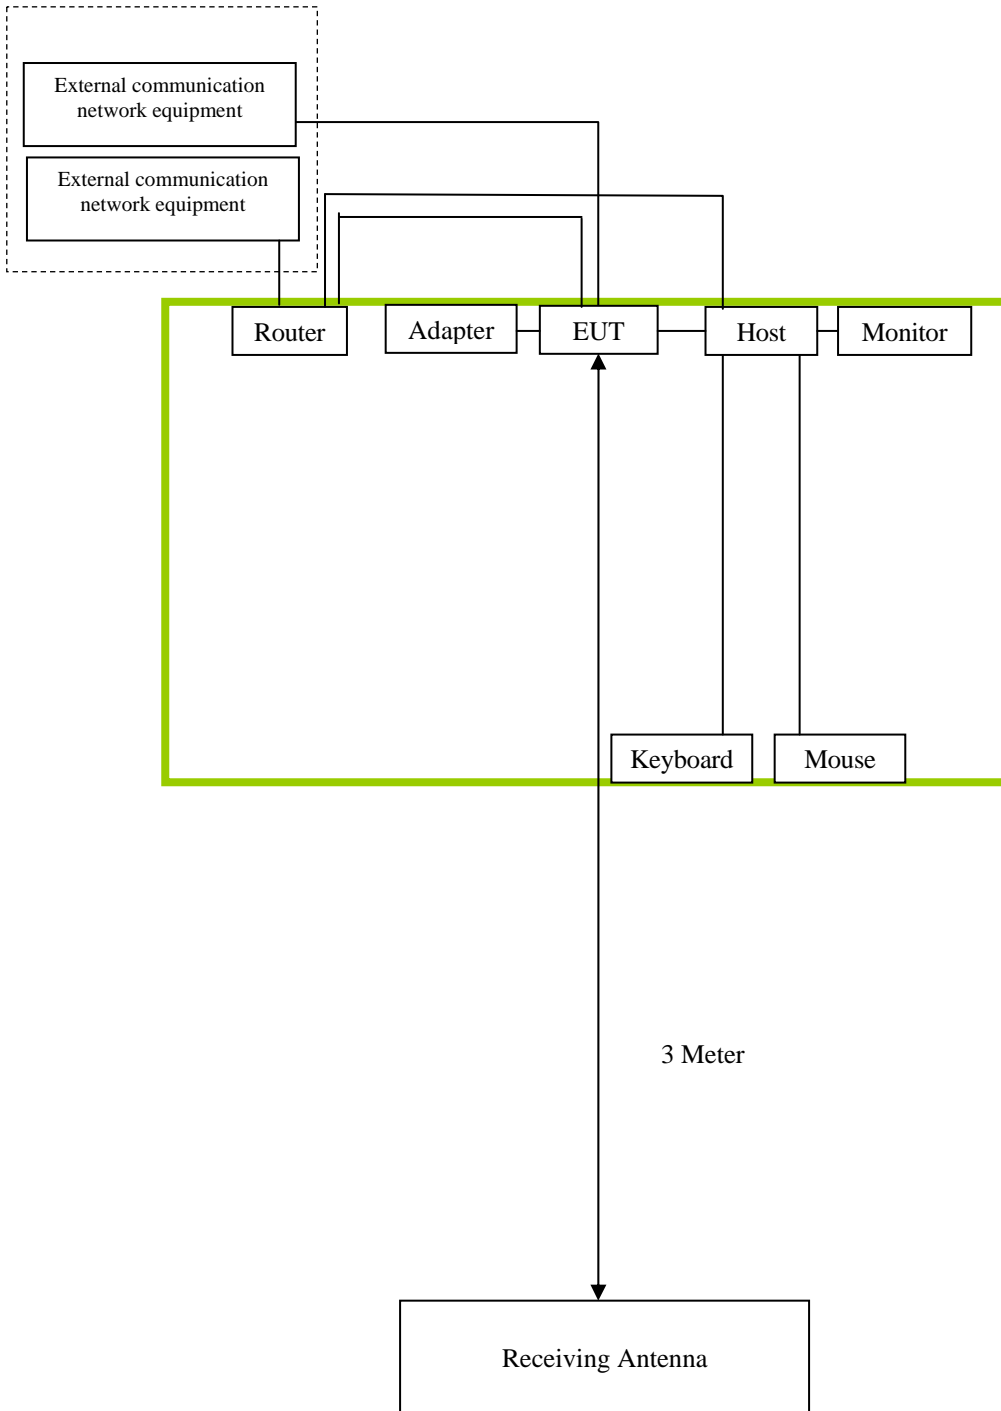 External communication
network equipment
External communication
network equipment
Router
Adapter
EUT
Host
Monitor
Keyboard
Mouse
3 Meter
Receiving Antenna